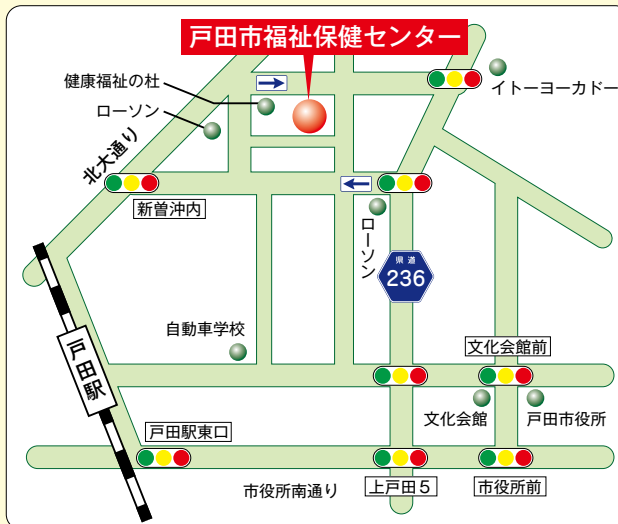 戸田市福祉保健センター
健康福祉の杜
イトーヨーカドー
ローソン
北大通り
新曽沖内
ローソン
県道
236
自動車学校
戸田駅
文化会館前
文化会館
戸田市役所
戸田駅東口
市役所南通り
上戸田5
市役所前